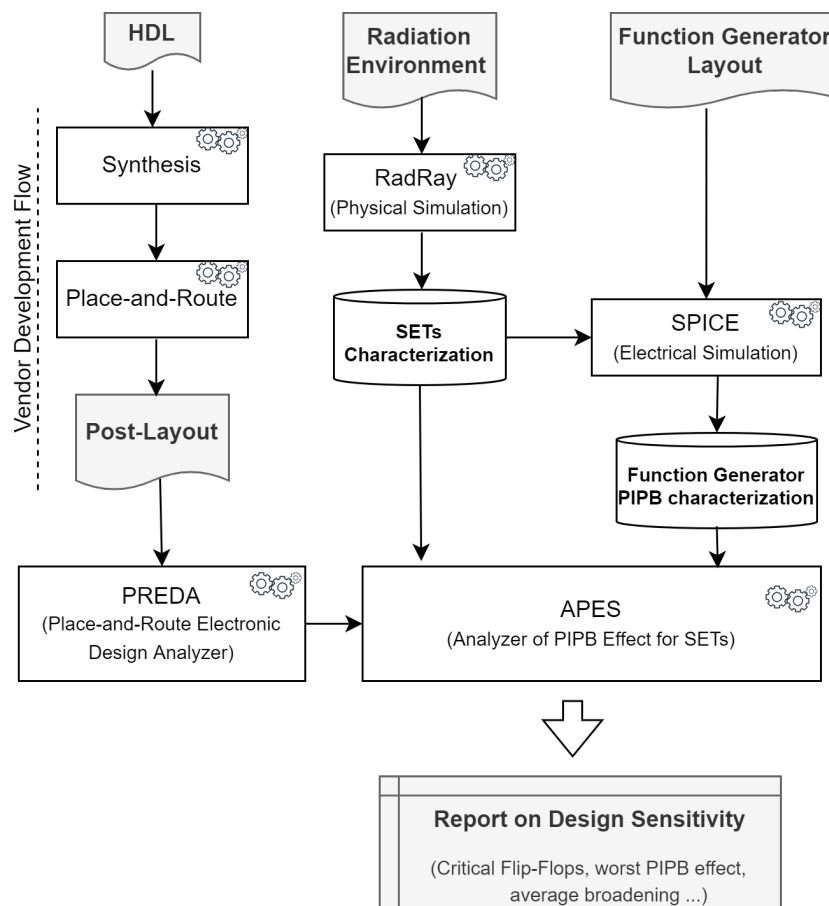 HDL
Radiation
Environment
Function Generator
Layout
Vendor Development Flow
Synthesis
RadRay
(Physical Simulation)
Place-and-Route
SETs
Characterization
SPICE
(Electrical Simulation)
Post-Layout
Function Generator
PIPB characterization
PREDA
(Place-and-Route Electronic
Design Analyzer)
APES
(Analyzer of PIPB Effect for SETs)
Report on Design Sensitivity
(Critical Flip-Flops, worst PIPB effect,
average broadening ...)